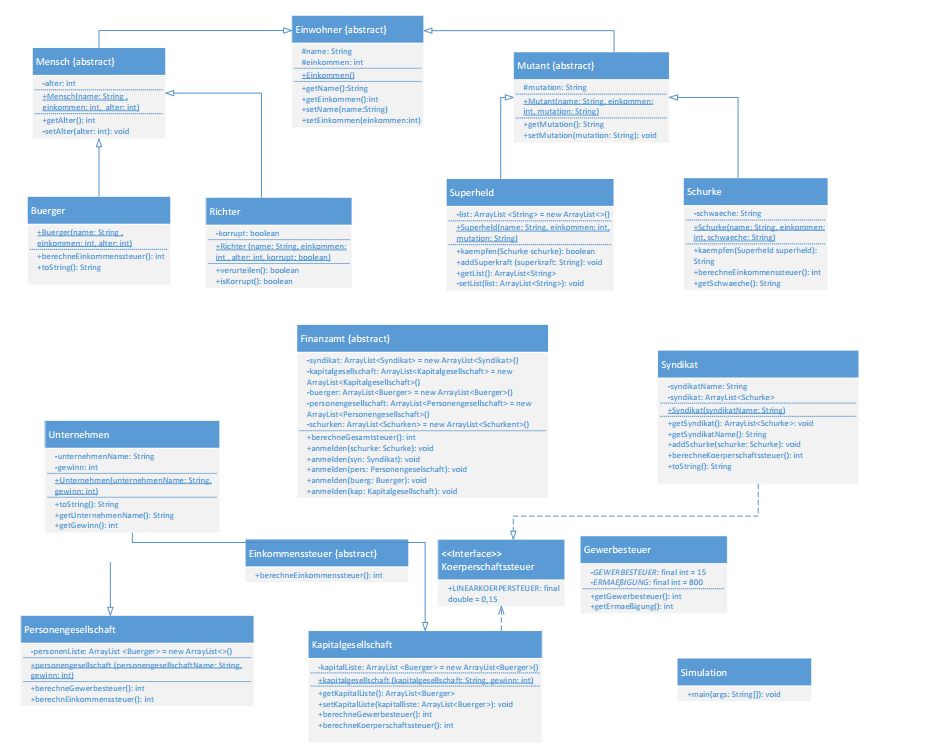 Einwohner {abstract}
#name: String
#einkommen: int
+Einkommen()
+getName():String
+getEinkommen():int
+setName(name:String)
+setEinkommen(einkommen:int)
Mensch {abstract}
-alter: int
+Mensch(name: String ,
einkommen: int, alter: int)
+getAlter(): int
-setAlter(alter: int): void
Mutant {abstract}
#mutation: String
+Mutant(name: String, einkommen:
int, mutation: String)
+getMutation(): String
+setMutation(mutation: String): void
Buerger
+Buerger(name: String ,
einkommen: int, alter: int)
+berechneEinkommenssteuer(): int
+toString(): String
Richter
-korrupt: boolean
+Richter (name: String, einkommen:
int , alter: int, korrupt: boolean)
+verurteilen(): boolean
+isKorrupt(): boolean
Superheld
-list: ArrayList <String> = new ArrayList<>()
+Superheld(name: String, einkommen: int,
mutation: String)
+kaempfen(Schurke schurke): boolean
+addSuperkraft (superkraft: String): void
+getList(): ArrayList<String>
-setList(list: ArrayList<String>): void
Schurke
-schwaeche: String
+Schurke(name: String, einkommen:
int, schwaeche: String)
+kaempfen(Superheld superheld):
String
+berechneEinkommenssteuer(): int
+getSchwaeche(): String
Finanzamt {abstract}
-syndikat: ArrayList<Syndikat> = new ArrayList<Syndikat>()
-kapitalgesellschaft: ArrayList<Kapitalgesellschaft> = new
ArrayList<Kapitalgesellschaft>()
-buerger: ArrayList<Buerger> = new ArrayList<Buerger>()
-personengesellschaft: ArrayList<Personengesellschaft> = new
ArrayList<Personengesellschaft>()
-schurken: ArrayList<Schurken> = new ArrayList<Schurkent>()
+berechneGesamtsteuer(): int
+anmelden(schurke: Schurke): void
+anmelden(syn: Syndikat): void
+anmelden(pers: Personengeselschaft): void
+anmelden(buerg: Buerger): void
+anmelden(kap: Kapitalgesellschaft): void
Syndikat
-syndikatName: String
-syndikat: ArrayList<Schurke>
+Syndikat(syndikatName: String)
+getSyndikat(): ArrayList<Schurke>: void
+getSyndikatName(): String
+addSchurke(schurke: Schurke): void
+berechneKoerperschaftssteuer(): int
+toString(): String
Unternehmen
-unternehmenName: String
-gewinn: int
+Unternehmen(unternehmenName: String,
gewinn: int)
+toString(): String
+getUnternehmenName(): String
+getGewinn(): int
Einkommenssteuer {abstract}
+berechneEinkommenssteuer(): int
<<Interface>>
Koerperschaftssteuer
+LINEARKOERPERSTEUER: final
double = 0,15
Gewerbesteuer
-GEWERBESTEUER: final int = 15
-ERMAEßIGUNG: final int = 800
+getGewerbesteuer(): int
+getErmaeßigung(): int
Personengesellschaft
-personenListe: ArrayList <Buerger> = new ArrayList<>()
+personengesellschaft (personengesellschaftName: String,
gewinn: int)
+berechneGewerbesteuer(): int
+berechnEinkommenssteuer(): int
Kapitalgesellschaft
-kapitalListe: ArrayList <Buerger> = new ArrayList<Buerger>()
+kapitalgesellschaft (kapitalgesellschaft: String, gewinn: int)
+getKapitalListe(): ArrayList<Buerger>
+setKapitalListe(kapitalliste: ArrayList<Buerger>): void
+berechneGewerbesteuer(): int
+berechneKoerperschaftssteuer(): int
Simulation
+main(args: String[]): void